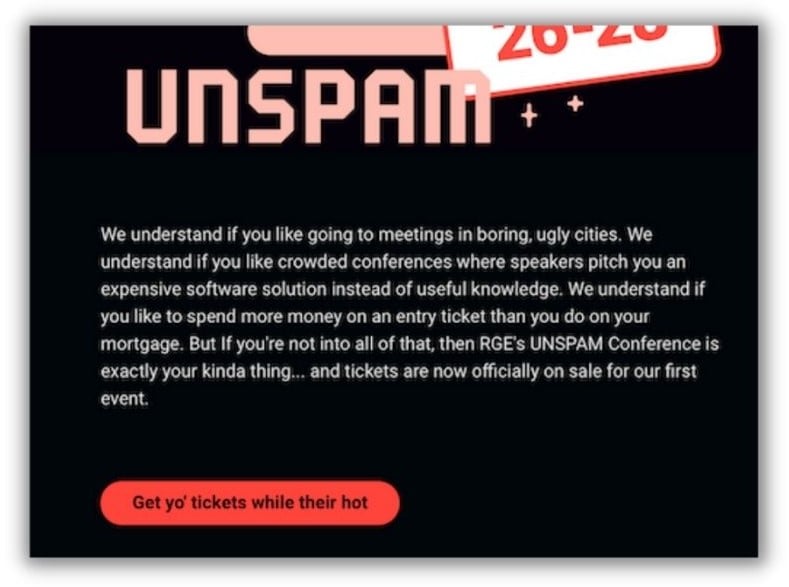 26-28
UNSPAM
We understand if you like going to meetings in boring, ugly cities. We
understand if you like crowded conferences where speakers pitch you an
expensive software solution instead of useful knowledge. We understand if
you like to spend more money on an entry ticket than you do on your
mortgage. But If you're not into all of that, then RGE's UNSPAM Conference is
exactly your kinda thing... and tickets are now officially on sale for our first
event.
Get yo' tickets while their hot